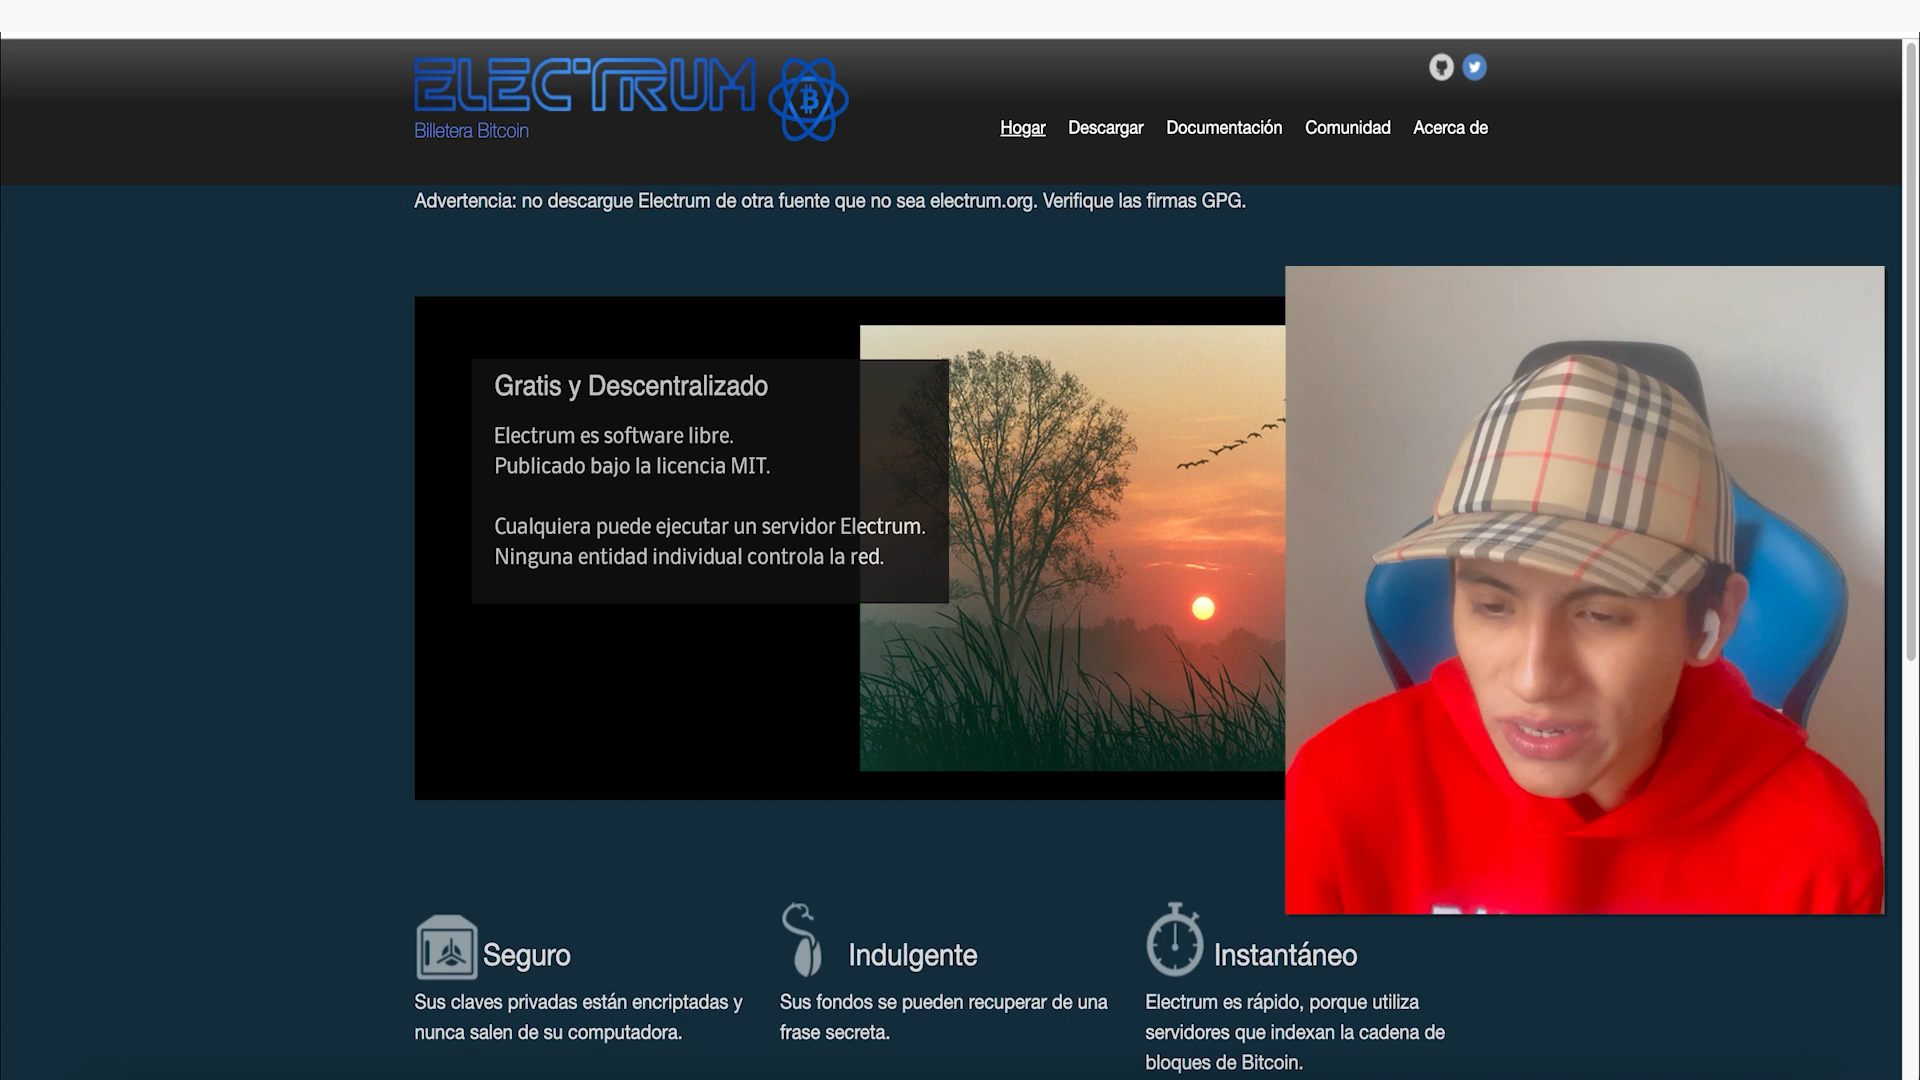 ELECTRUM
Billetera Bitcoin
Hogar Descargar Documentación Comunidad Acerca de
Advertencia: no descargue Electrum de otra fuente que no sea electrum.org. Verifique las firmas GPG.
Gratis y Descentralizado
Electrum es software libre.
Publicado bajo la licencia MIT.
Cualquiera puede ejecutar un servidor Electrum.
Ninguna entidad individual controla la red.
Seguro
Sus claves privadas están encriptadas y
nunca salen de su computadora.
Indulgente
Sus fondos se pueden recuperar de una
frase secreta.
Instantáneo
Electrum es rápido, porque utiliza
servidores que indexan la cadena de
bloques de Bitcoin.